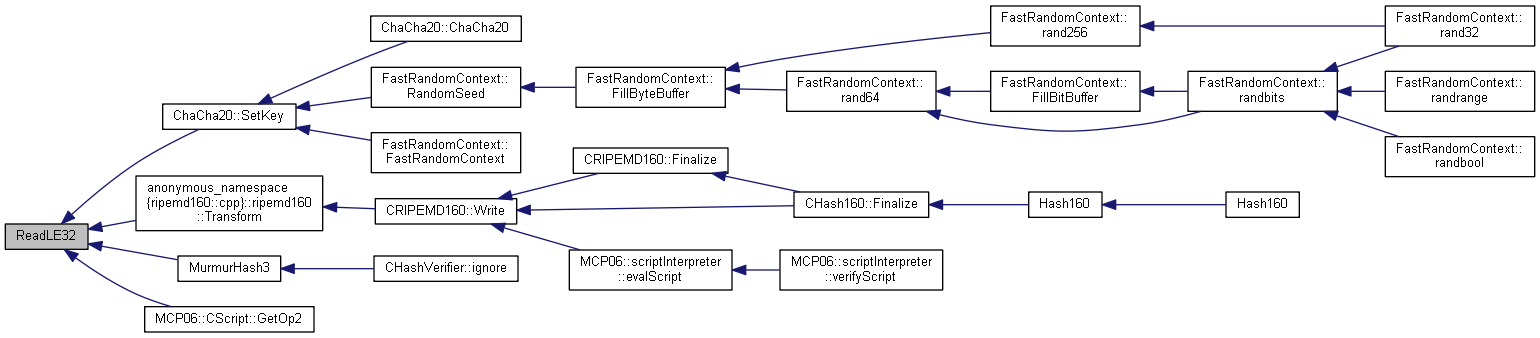 ReadLE32
ChaCha20::SetKey
ChaCha20::ChaCha20
FastRandomContext::
RandomSeed
FastRandomContext::
FillByteBuffer
FastRandomContext::
rand256
FastRandomContext::
rand32
FastRandomContext::
rand64
FastRandomContext::
FillBitBuffer
FastRandomContext::
randbits
FastRandomContext::
randrange
FastRandomContext::
randbool
FastRandomContext::
FastRandomContext
anonymous_namespace
{ripemd160::cpp}::ripemd160
::Transform
CRIPEMD160::Write
CRIPEMD160::Finalize
CHash160::Finalize
Hash160
Hash160
MCP06::scriptInterpreter
::evalScript
MCP06::scriptInterpreter
::verifyScript
MurmurHash3
CHashVerifier::ignore
MCP06::CScript::GetOp2